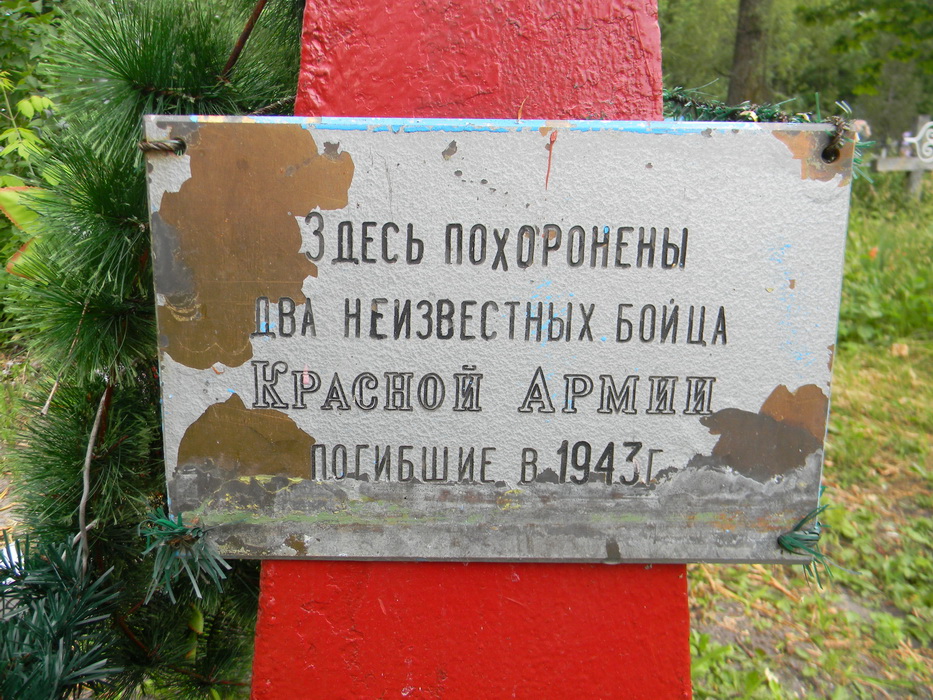 Здесь похоронены
два неизвестных бойца
Красной Армии
погибшие в 1943г